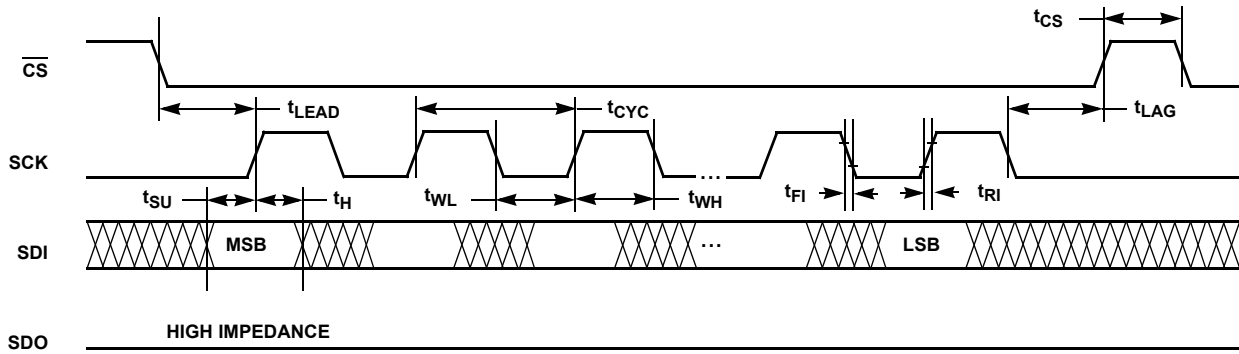 tCS
CS
tLEAD
tCYC
tLAG
SCK
...
tSU
tH
tWL
tWH
tFI
tRI
SDI
MSB
...
LSB
HIGH IMPEDANCE
SDO